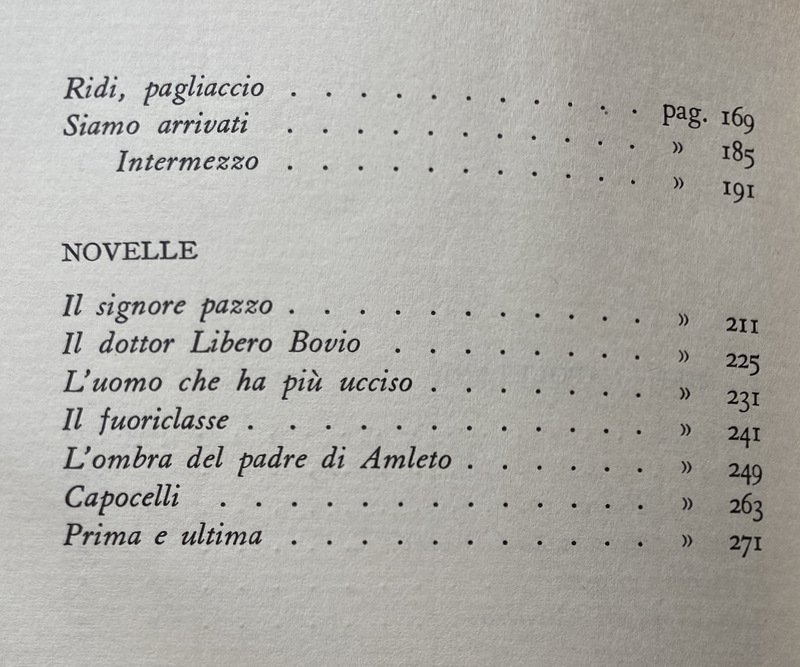 Ridi, pagliaccio . . . . . . . . . . . pag. 169
Siamo arrivati . . . . . . . . . . . » 185
Intermezzo . . . . . . . . . . . » 191
NOVELLE
Il signore pazzo . . . . . . . . . . . » 211
Il dottor Libero Bovio . . . . . . . . » 225
L'uomo che ha più ucciso . . . . . . . » 231
Il fuoriclasse . . . . . . . . . . . . » 241
L'ombra del padre di Amleto . . . . . . » 249
Capocelli . . . . . . . . . . . . . » 263
Prima e ultima . . . . . . . . . . . » 271